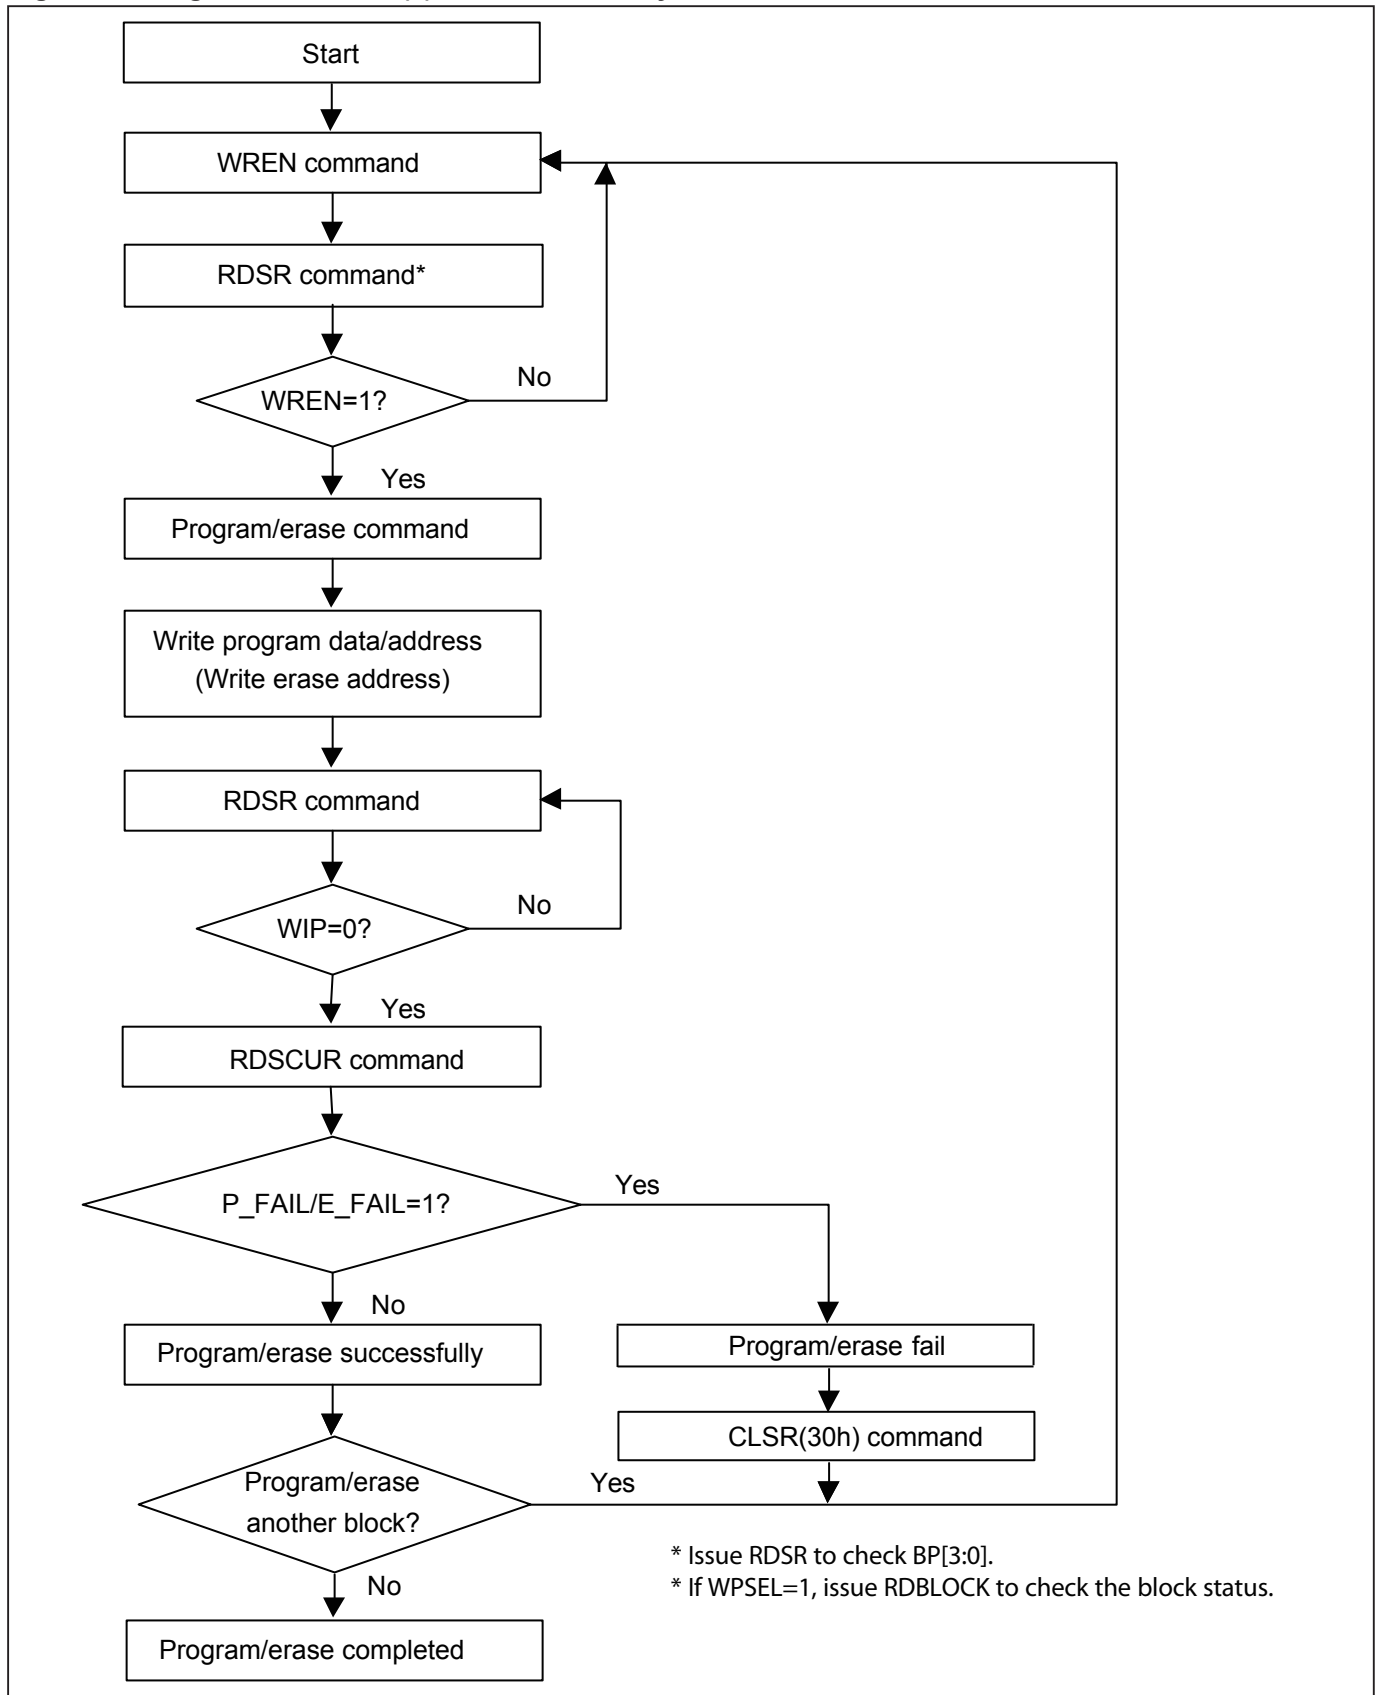 Start
WREN command
RDSR command*
WREN=1?
No
Yes
Program/erase command
Write program data/address
(Write erase address)
RDSR command
WIP=0?
No
Yes
RDSCUR command
P_FAIL/E_FAIL=1?
Yes
No
Program/erase successfully
Program/erase fail
CLSR(30h) command
Program/erase
another block?
Yes
No
* Issue RDSR to check BP[3:0].
* If WPSEL=1, issue RDBLOCK to check the block status.
Program/erase completed